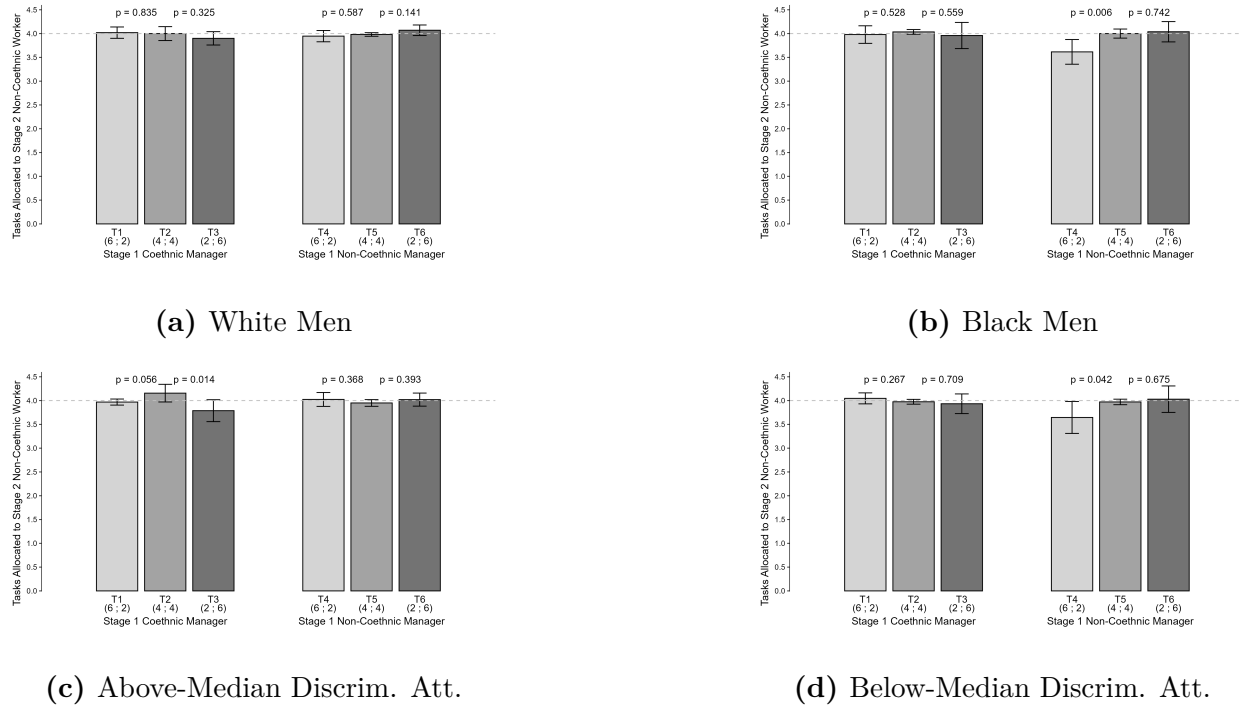 p = 0.835 p = 0.325 p = 0.587 p = 0.141
Tasks Allocated to Stage 2 Non-Coethnic Worker
4.5
4.0
3.5
3.0
2.5
2.0
1.5
1.0
0.5
0.0
T1 T2 T3 T4 T5 T6
(6 ; 2) (4 ; 4) (2 ; 6) (6 ; 2) (4 ; 4) (2 ; 6)
Stage 1 Coethnic Manager Stage 1 Non-Coethnic Manager
(a) White Men
p = 0.528 p = 0.559 p = 0.006 p = 0.742
Tasks Allocated to Stage 2 Non-Coethnic Worker
4.5
4.0
3.5
3.0
2.5
2.0
1.5
1.0
0.5
0.0
T1 T2 T3 T4 T5 T6
(6 ; 2) (4 ; 4) (2 ; 6) (6 ; 2) (4 ; 4) (2 ; 6)
Stage 1 Coethnic Manager Stage 1 Non-Coethnic Manager
(b) Black Men
p = 0.056 p = 0.014 p = 0.368 p = 0.393
Tasks Allocated to Stage 2 Non-Coethnic Worker
4.5
4.0
3.5
3.0
2.5
2.0
1.5
1.0
0.5
0.0
T1 T2 T3 T4 T5 T6
(6 ; 2) (4 ; 4) (2 ; 6) (6 ; 2) (4 ; 4) (2 ; 6)
Stage 1 Coethnic Manager Stage 1 Non-Coethnic Manager
(c) Above-Median Discrim. Att.
p = 0.267 p = 0.709 p = 0.042 p = 0.675
Tasks Allocated to Stage 2 Non-Coethnic Worker
4.5
4.0
3.5
3.0
2.5
2.0
1.5
1.0
0.5
0.0
T1 T2 T3 T4 T5 T6
(6 ; 2) (4 ; 4) (2 ; 6) (6 ; 2) (4 ; 4) (2 ; 6)
Stage 1 Coethnic Manager Stage 1 Non-Coethnic Manager
(d) Below-Median Discrim. Att.